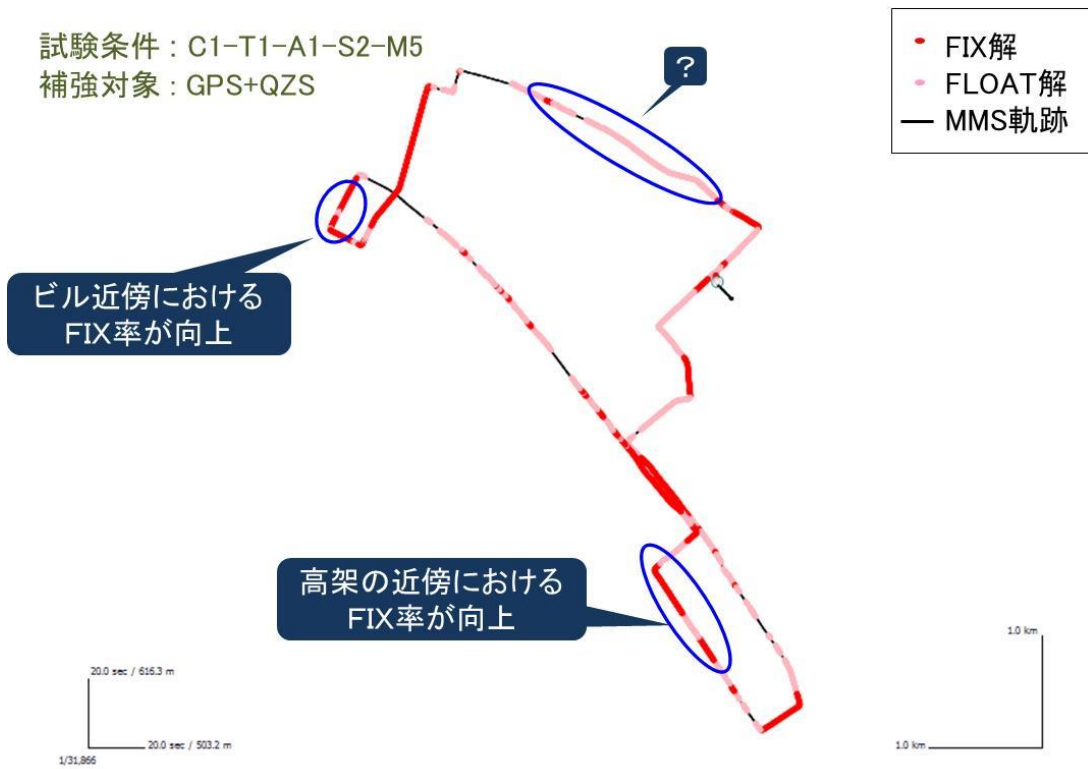 試験条件：C1-T1-A1-S2-M5
補強対象：GPS+QZS
?
FIX解
FLOAT解
MMS軌跡
ビル近傍における
FIX率が向上
高架の近傍における
FIX率が向上
20.0 sec / 616.3 m
20.0 sec / 503.2 m
1/31,866
1.0 km
1.0 km